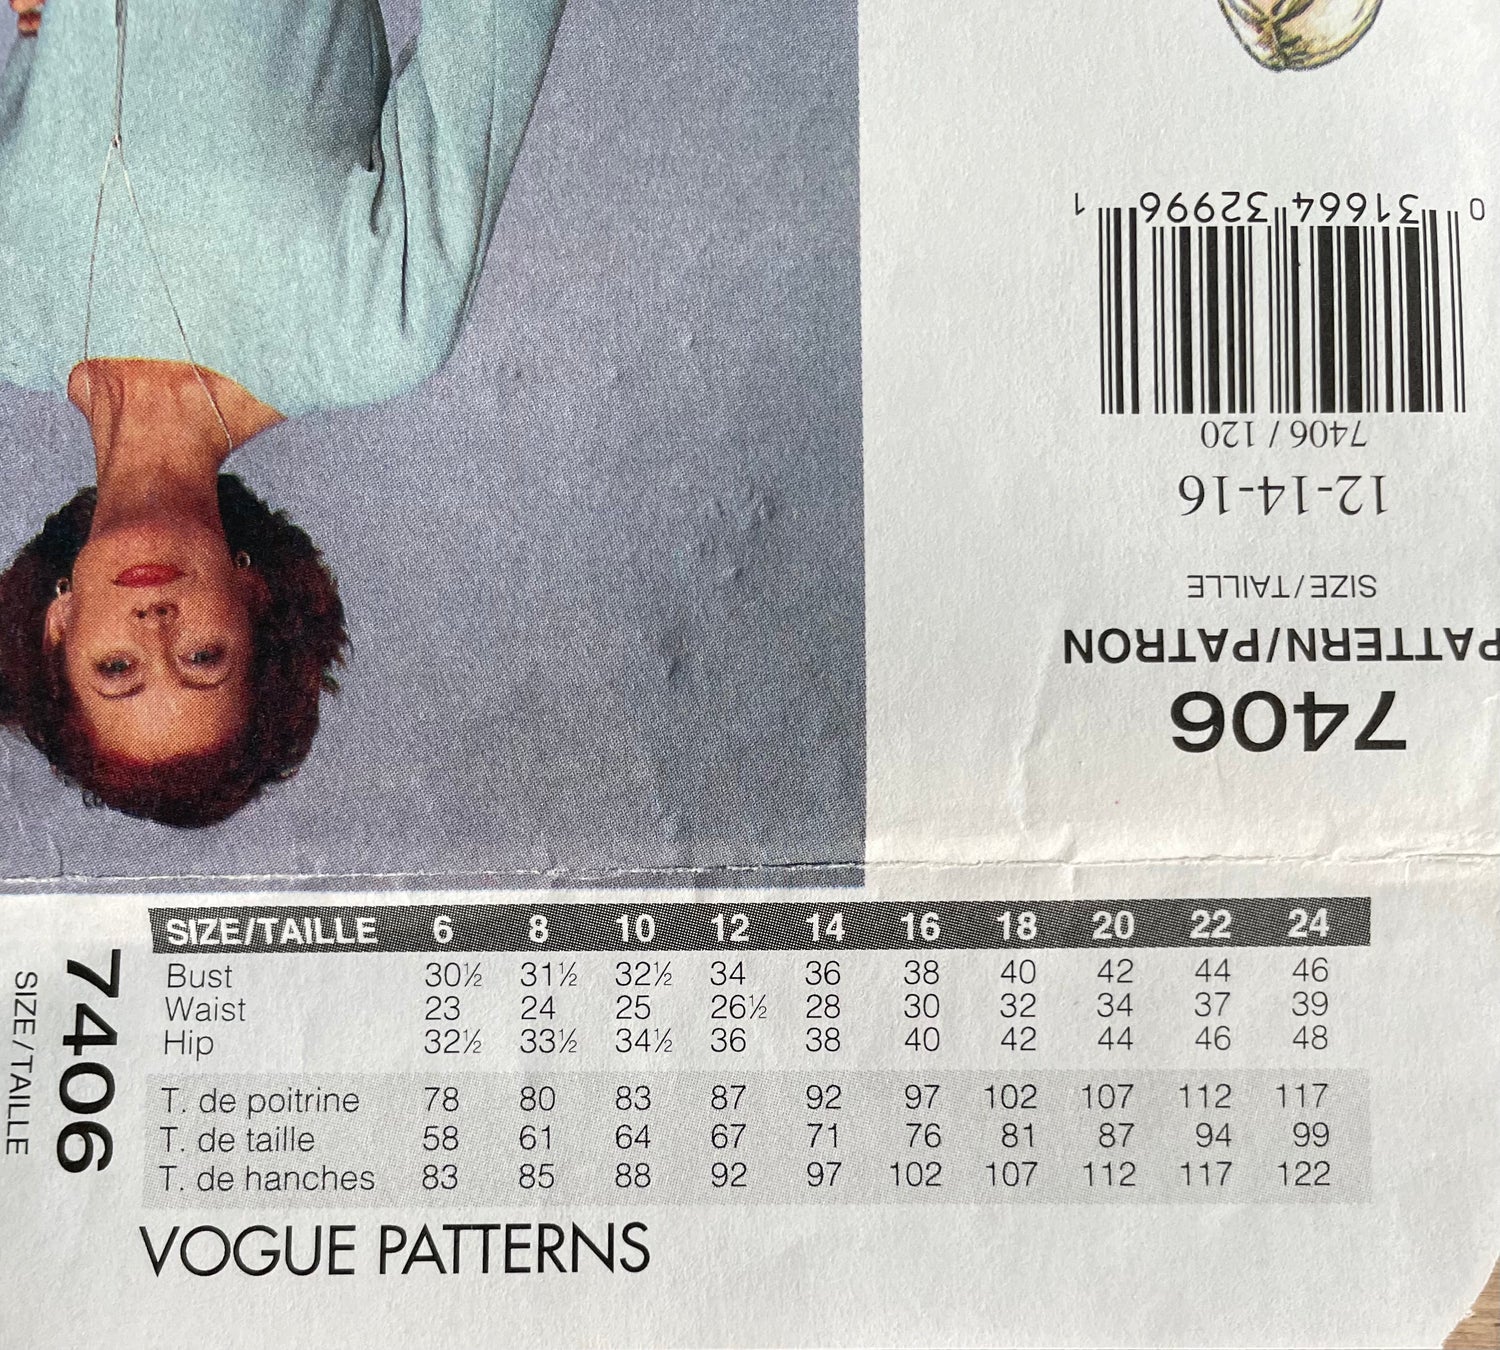 0 31664 32996 1
7406 / 120
12-14-16
SIZE/TAILLE
PATTERN/PATRON
7406
SIZE/TAILLE 6 8 10 12 14 16 18 20 22 24
Bust 30½ 31½ 32½ 34 36 38 40 42 44 46
Waist 23 24 25 26½ 28 30 32 34 37 39
Hip 32½ 33½ 34½ 36 38 40 42 44 46 48
T. de poitrine 78 80 83 87 92 97 102 107 112 117
T. de taille 58 61 64 67 71 76 81 87 94 99
T. de hanches 83 85 88 92 97 102 107 112 117 122
7406
SIZE/TAILLE
VOGUE PATTERNS